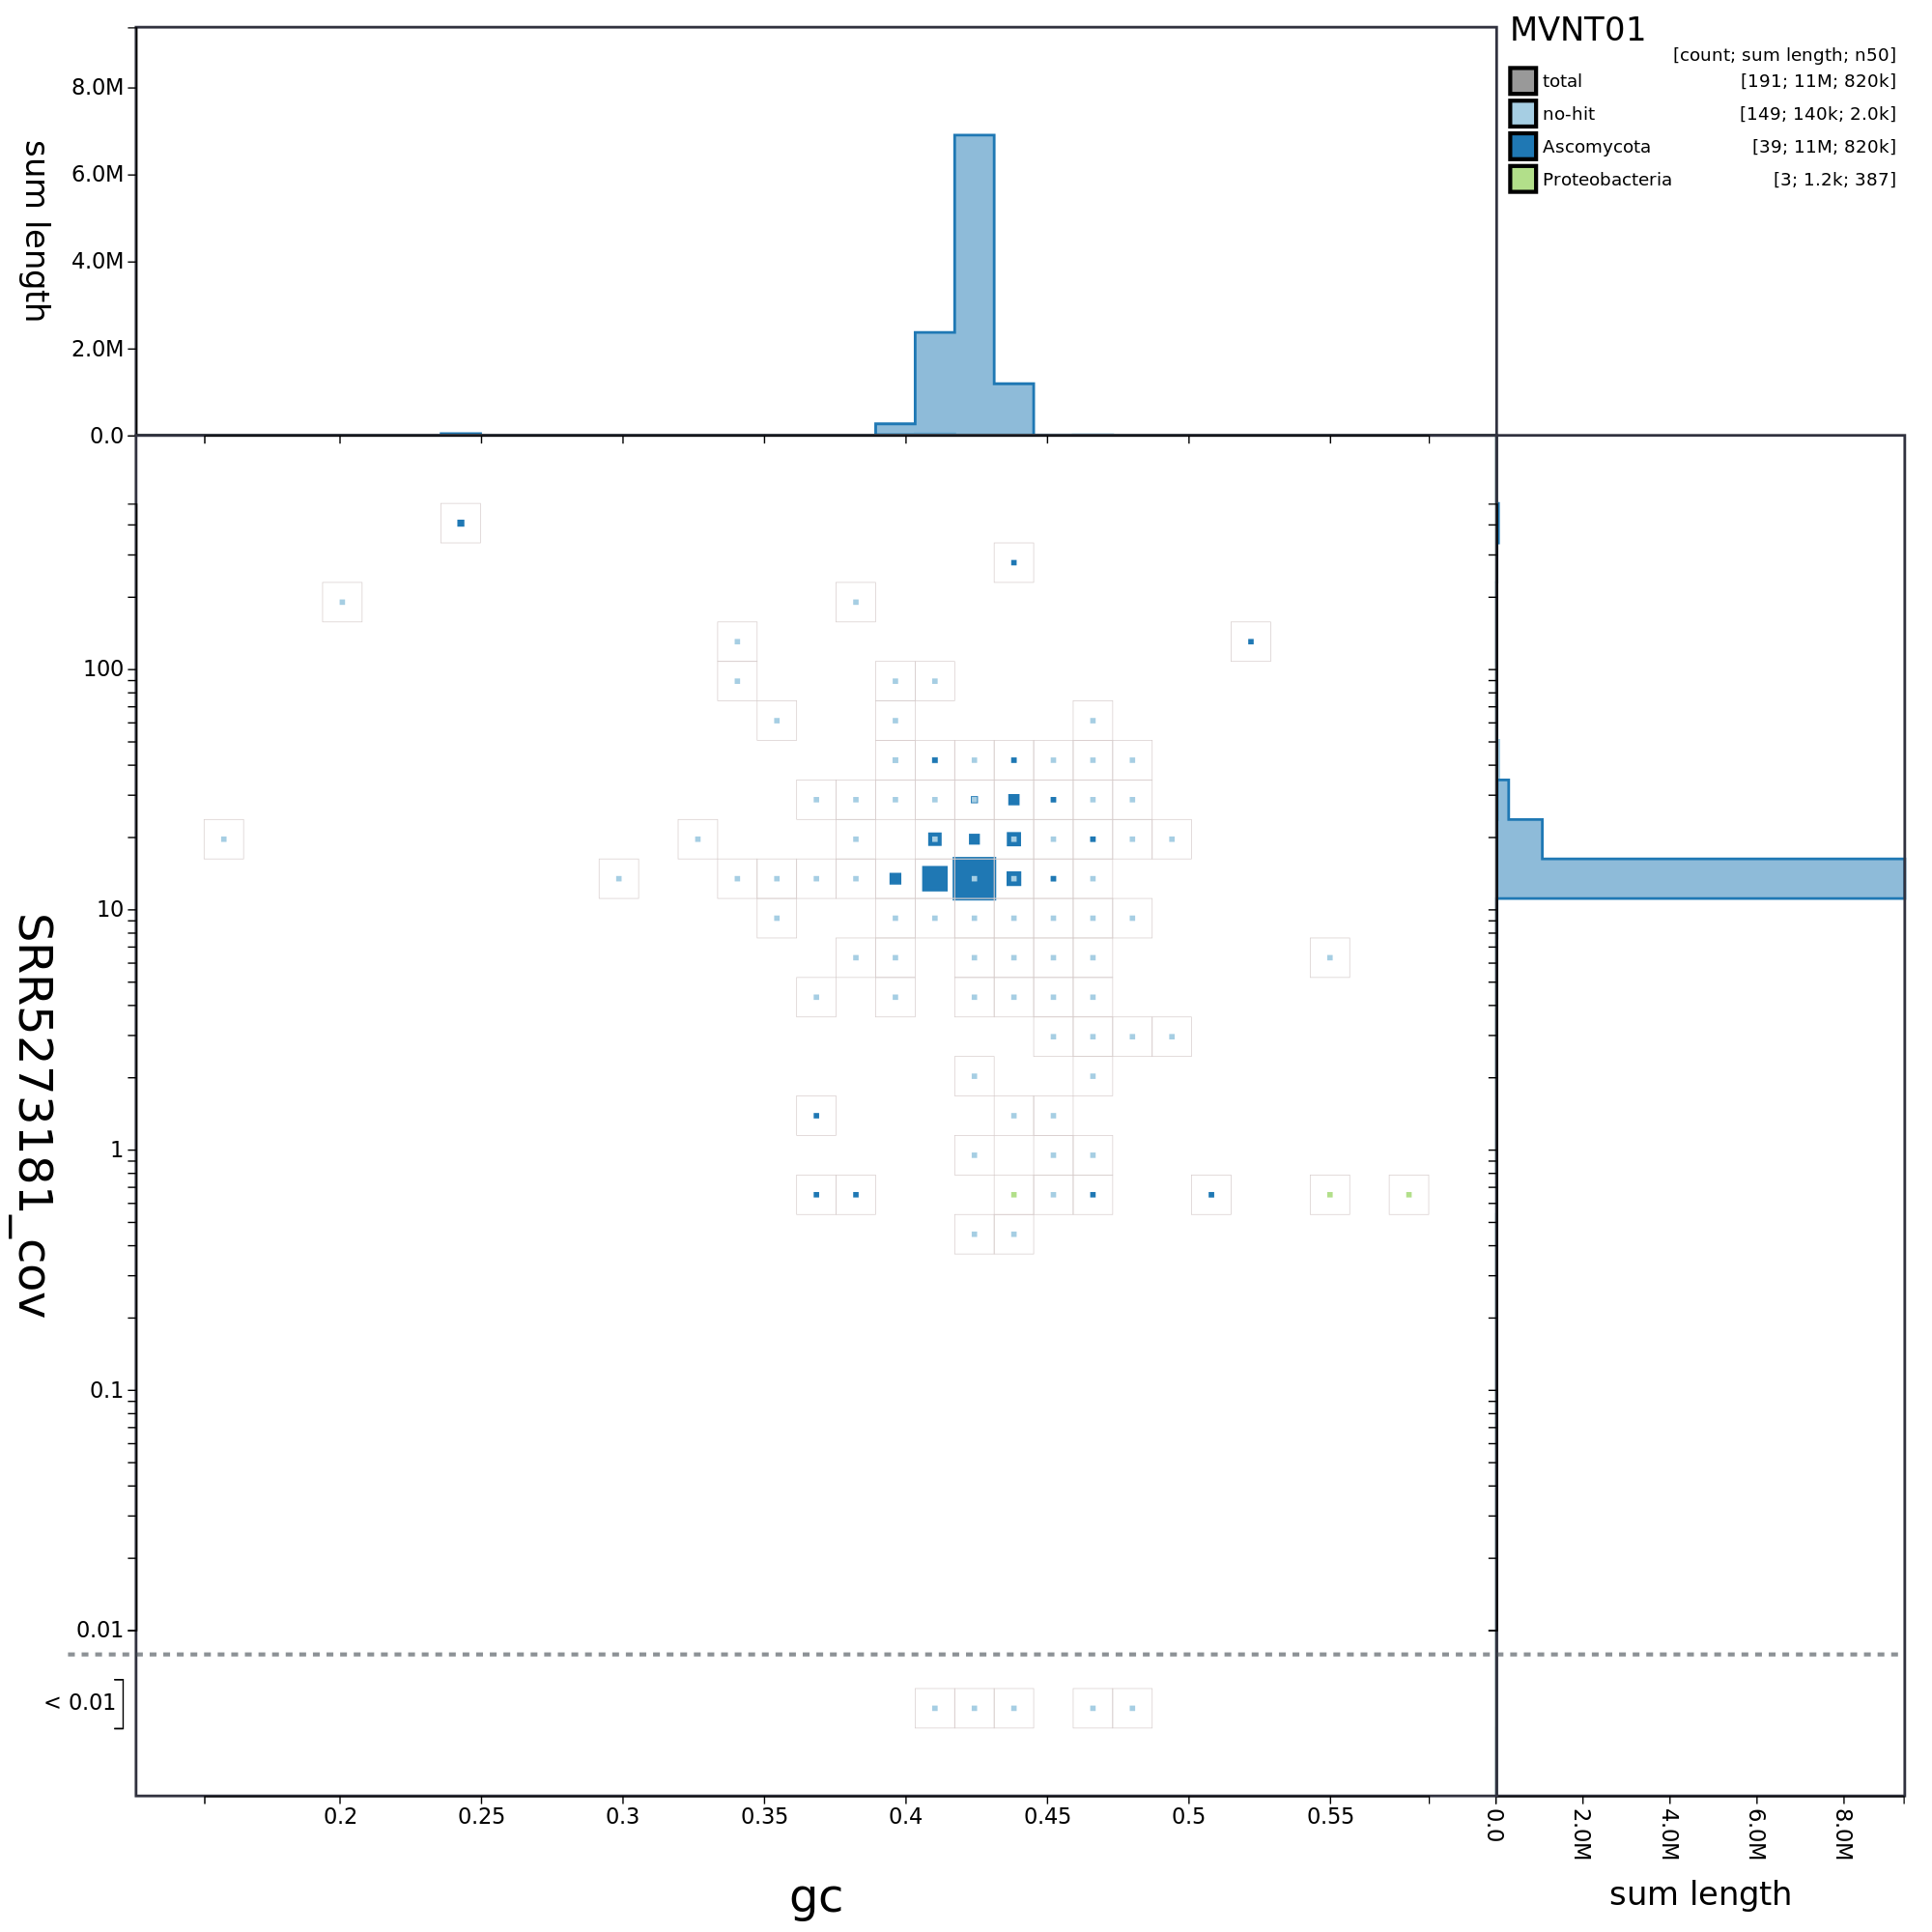 MVNT01
[count; sum length; n50]
total [191; 11M; 820k]
no-hit [149; 140k; 2.0k]
Ascomycota [39; 11M; 820k]
Proteobacteria [3; 1.2k; 387]
sum length
8.0M
6.0M
4.0M
2.0M
0.0
SRR5273181_cov
100
10
1
0.1
0.01
< 0.01
0.2 0.25 0.3 0.35 0.4 0.45 0.5 0.55
gc
0.0 2.0M 4.0M 6.0M 8.0M
sum length